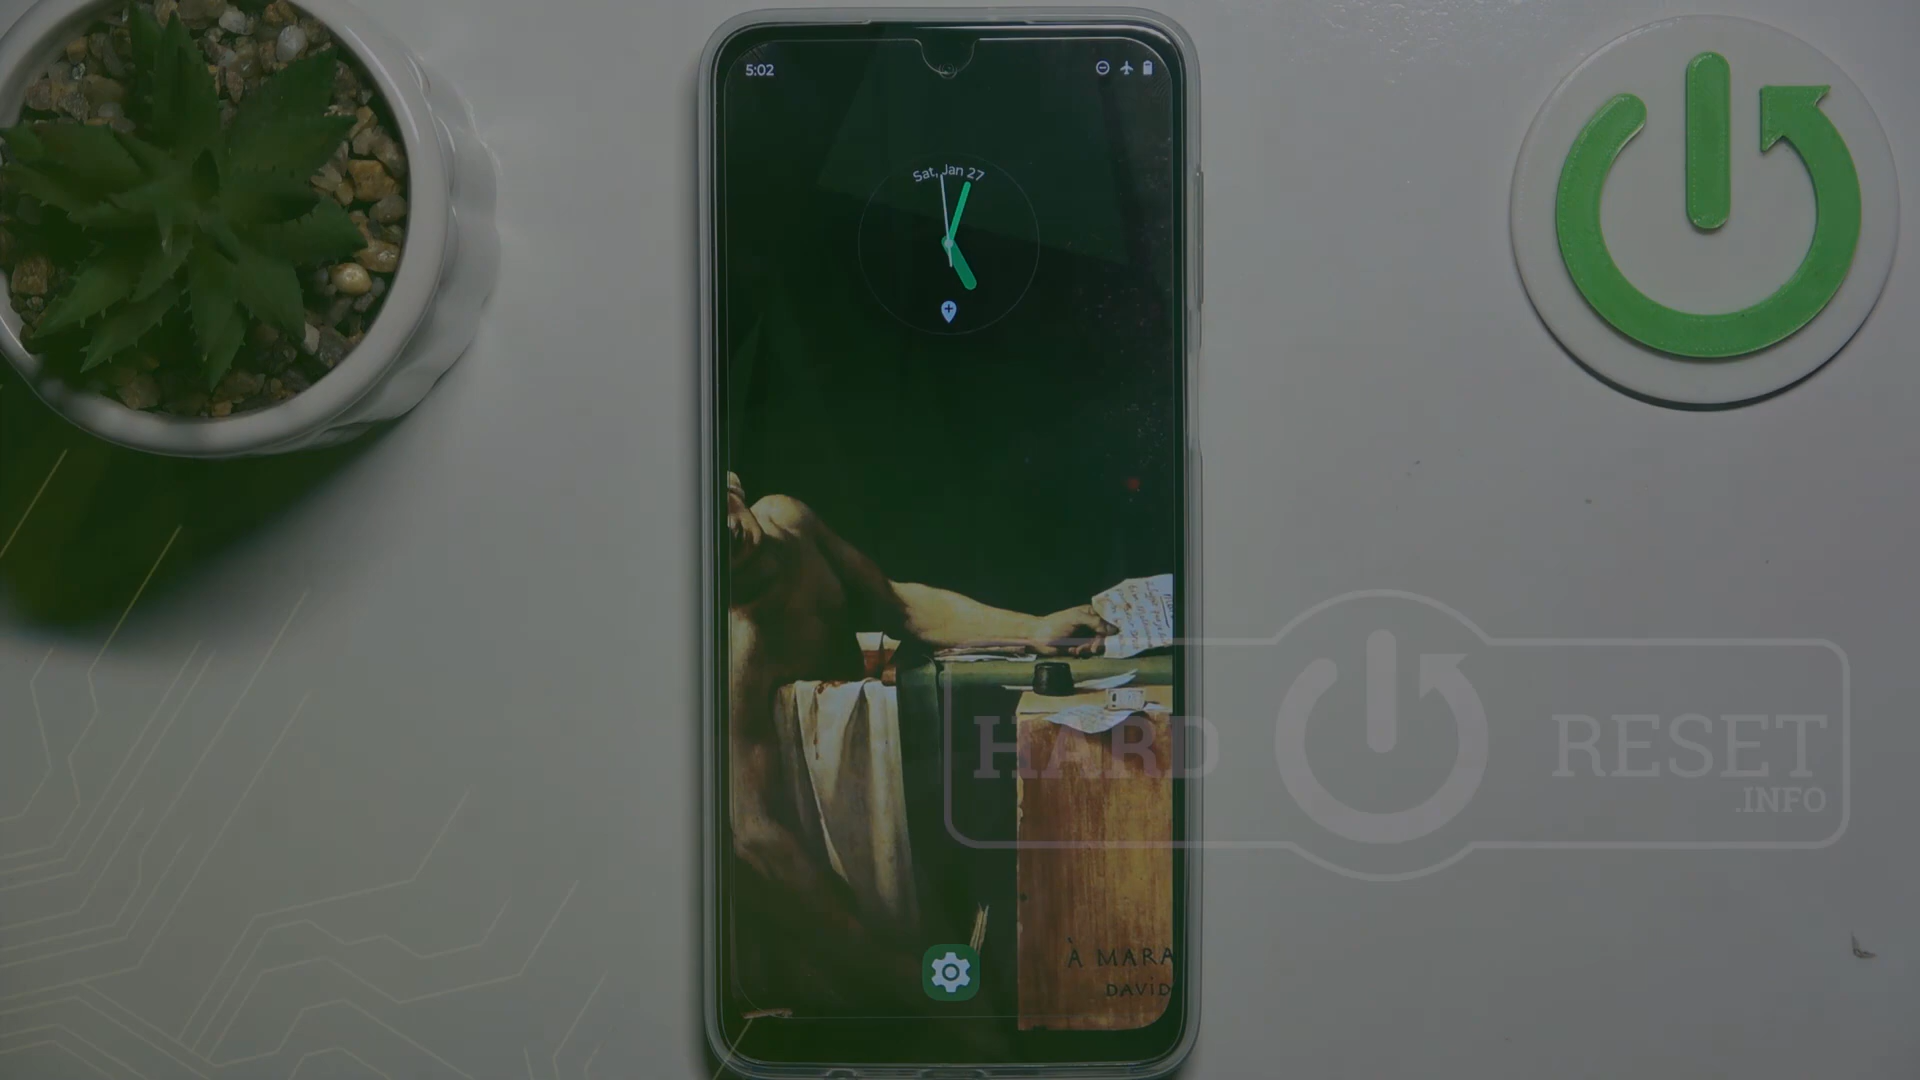 5:02
Sat, Jan 27
HARD RESET
.INFO
À MARA
DAVID